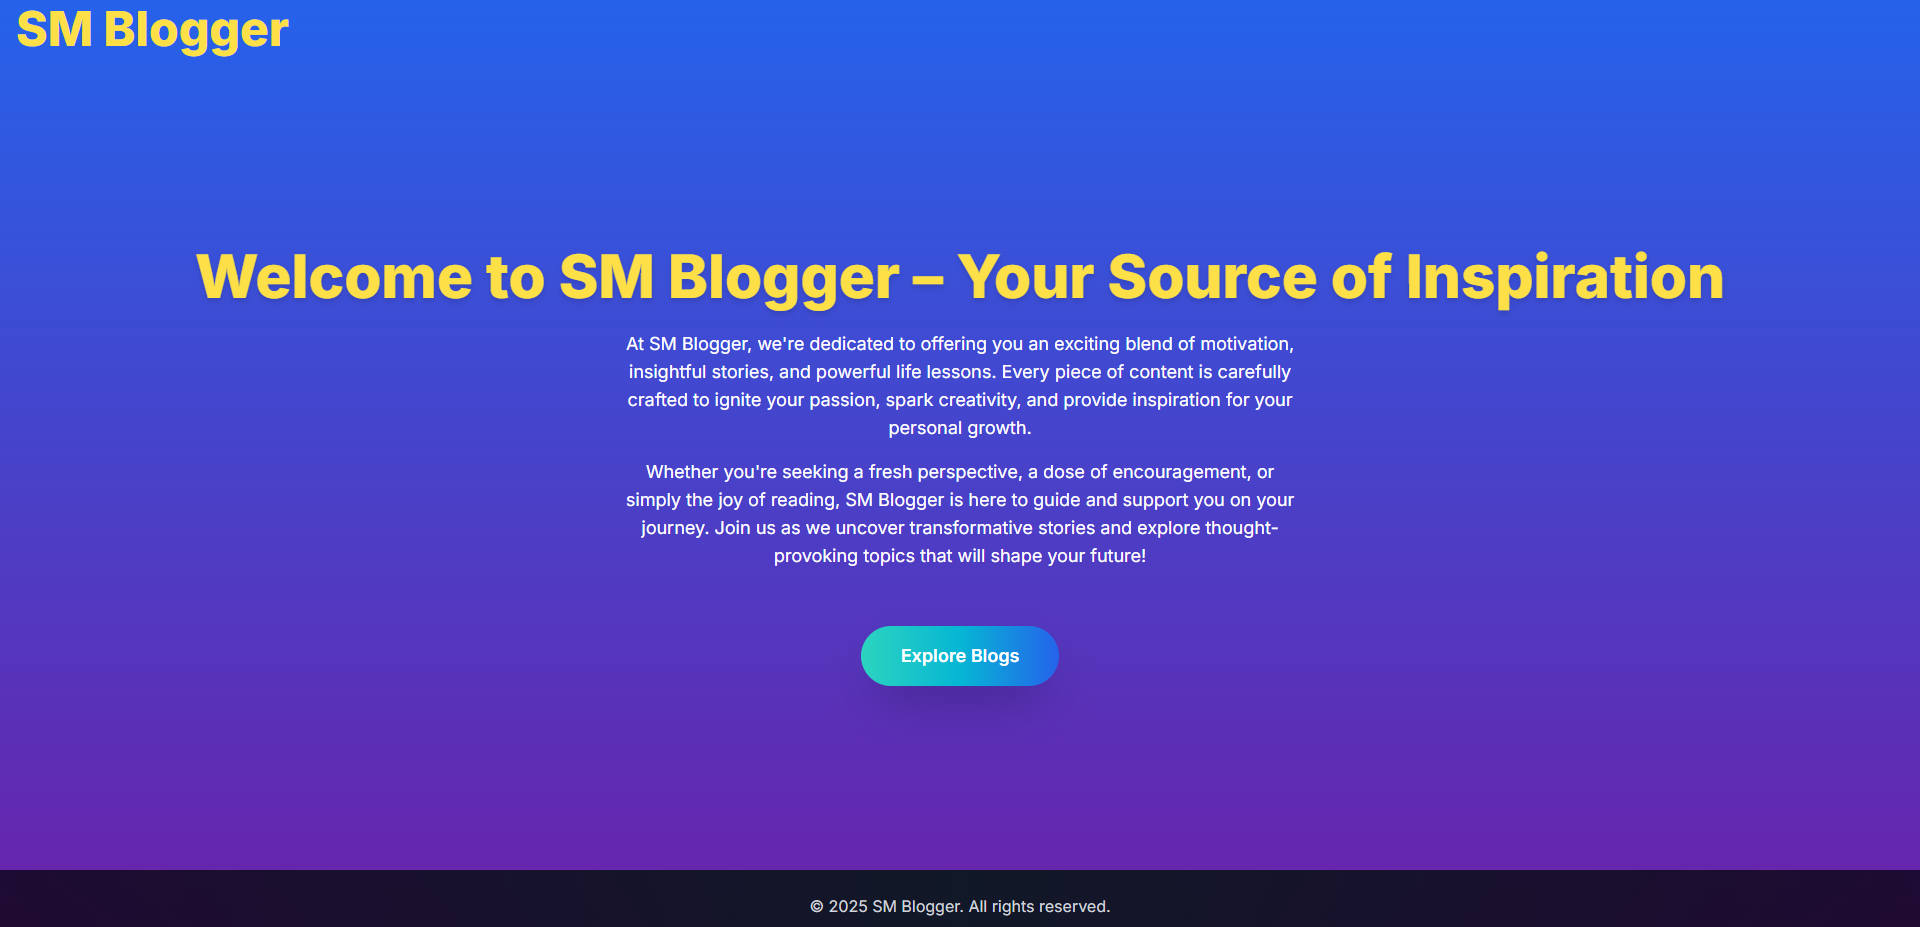 SM Blogger
Welcome to SM Blogger – Your Source of Inspiration
At SM Blogger, we're dedicated to offering you an exciting blend of motivation,
insightful stories, and powerful life lessons. Every piece of content is carefully
crafted to ignite your passion, spark creativity, and provide inspiration for your
personal growth.
Whether you're seeking a fresh perspective, a dose of encouragement, or
simply the joy of reading, SM Blogger is here to guide and support you on your
journey. Join us as we uncover transformative stories and explore thought-
provoking topics that will shape your future!
Explore Blogs
© 2025 SM Blogger. All rights reserved.